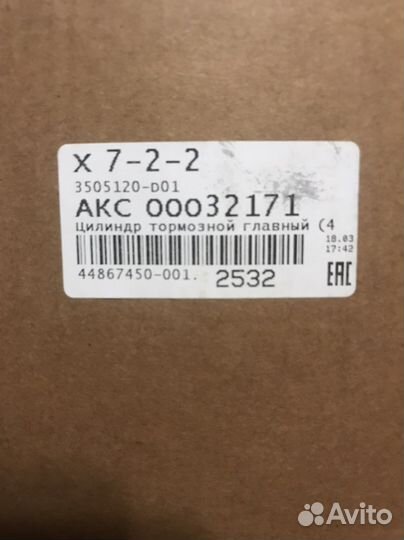 X 7-2-2
3505120-D01
АКС 00032171
Цилиндр тормозной главный (4
18.03
17:42
44867450-001. 2532
EAC
Avito